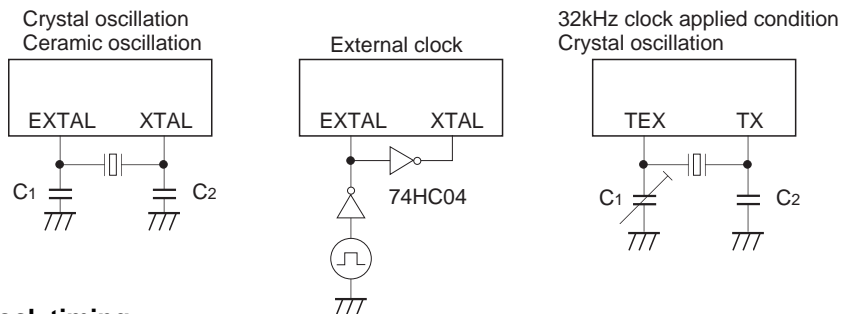 Crystal oscillation
Ceramic oscillation
EXTAL XTAL
C1 C2
External clock
EXTAL XTAL
74HC04
32kHz clock applied condition
Crystal oscillation
TEX TX
C1 C2
timing